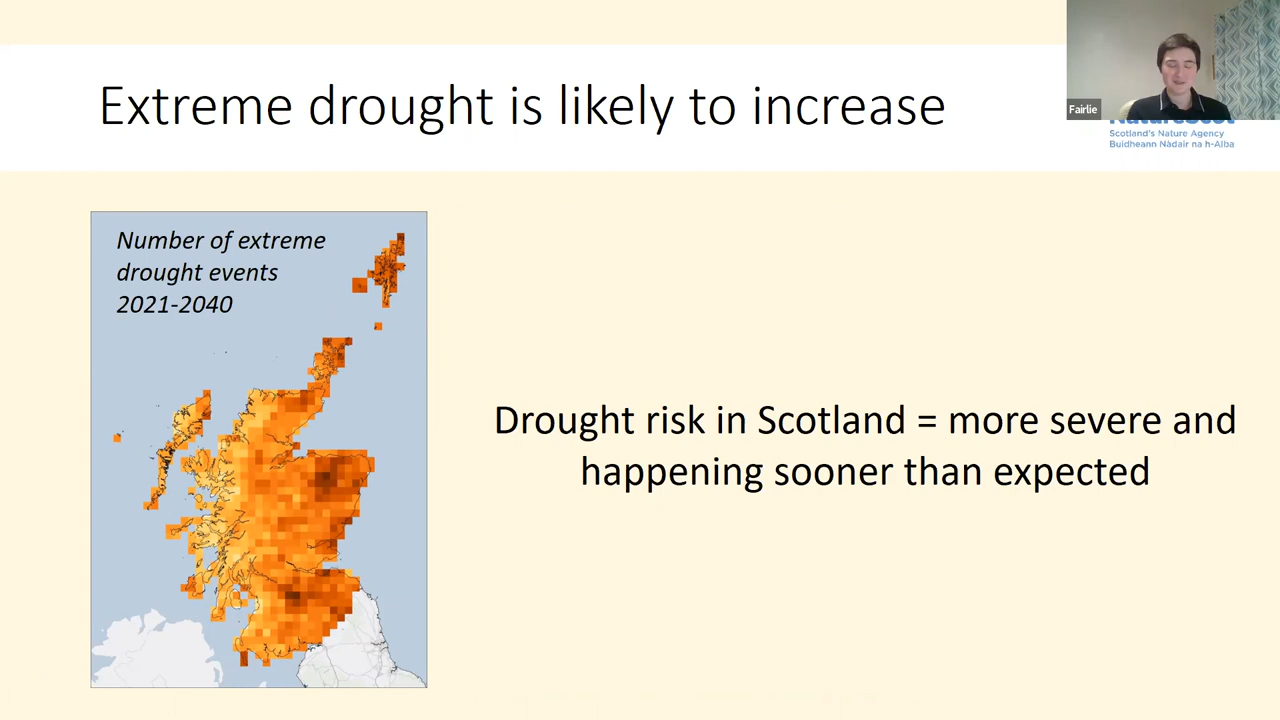 Extreme drought is likely to increase
Fairlie
NatureScot
Scotland's Nature Agency
Buidheann Nàdair na h-Alba
Number of extreme
drought events
2021-2040
Drought risk in Scotland = more severe and
happening sooner than expected